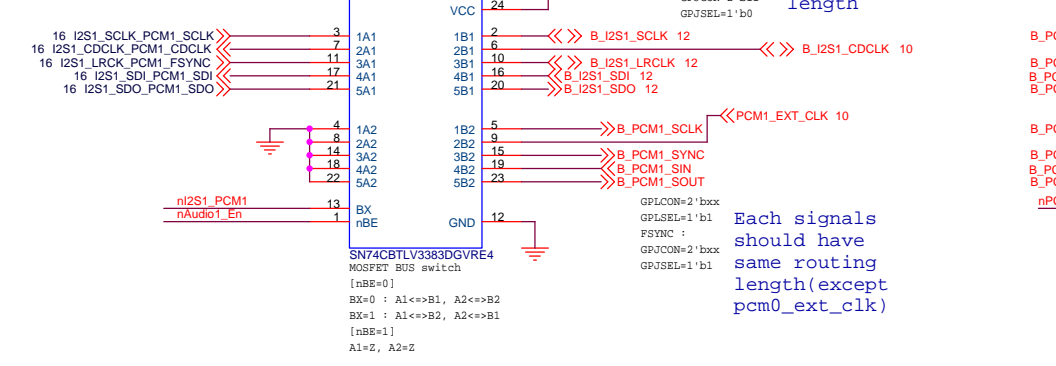 VCC 24
GPJSEL=1'b0
length
16 I2S1_SCLK_PCM1_SCLK 3 1A1 1B1 2 B_I2S1_SCLK 12
16 I2S1_CDCLK_PCM1_CDCLK 7 2A1 2B1 6 B_I2S1_CDCLK 10
16 I2S1_LRCK_PCM1_FSYNC 11 3A1 3B1 10 B_I2S1_LRCLK 12
16 I2S1_SDI_PCM1_SDI 17 4A1 4B1 16 B_I2S1_SDI 12
16 I2S1_SDO_PCM1_SDO 21 5A1 5B1 20 B_I2S1_SDO 12
PCM1_EXT_CLK 10
4 1A2 1B2 5 B_PCM1_SCLK
8 2A2 2B2 9
14 3A2 3B2 15 B_PCM1_SYNC
18 4A2 4B2 19 B_PCM1_SIN
22 5A2 5B2 23 B_PCM1_SOUT
nI2S1_PCM1 13 BX
nAudio1_En 1 nBE GND 12
SN74CBTLV3383DGVRE4
MOSFET BUS switch
[nBE=0]
BX=0 : A1<=>B1, A2<=>B2
BX=1 : A1<=>B2, A2<=>B1
[nBE=1]
A1=Z, A2=Z
GPLCON=2'bxx
GPLSEL=1'b1
FSYNC :
GPJCON=2'bxx
GPJSEL=1'b1
Each signals
should have
same routing
length(except
pcm0_ext_clk)